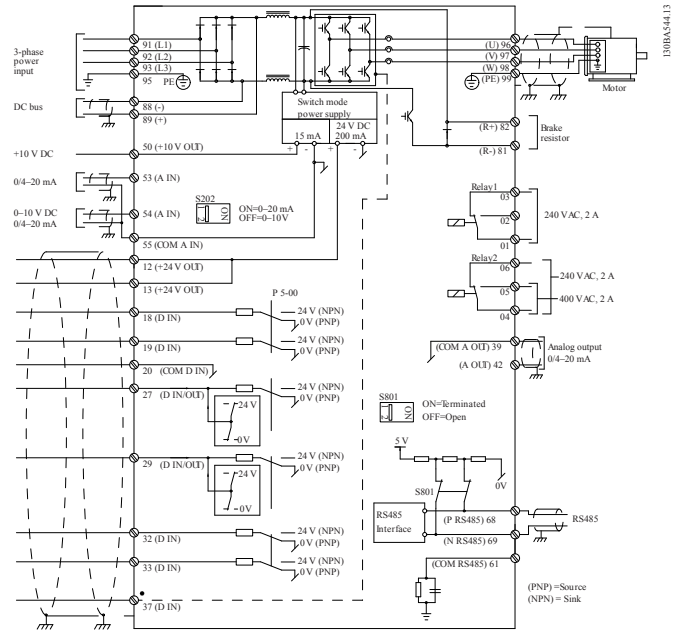 3-phase
power
input
91 (L1)
92 (L2)
93 (L3)
95 PE
DC bus
88 (-)
89 (+)
+10 V DC
50 (+10 V OUT)
0/4–20 mA
53 (A IN)
0–10 V DC
0/4–20 mA
54 (A IN)
55 (COM A IN)
12 (+24 V OUT)
13 (+24 V OUT)
18 (D IN)
19 (D IN)
20 (COM D IN)
27 (D IN/OUT)
29 (D IN/OUT)
32 (D IN)
33 (D IN)
37 (D IN)
S202
1 2
ON
ON=0–20 mA
OFF=0–10V
Switch mode
power supply
15 mA
24 V DC
200 mA
+ - + -
P 5-00
24 V (NPN)
0 V (PNP)
24 V (NPN)
0 V (PNP)
24 V (NPN)
0 V (PNP)
24 V
0V
24 V (NPN)
0 V (PNP)
24 V
0V
24 V (NPN)
0 V (PNP)
24 V (NPN)
0 V (PNP)
(U) 96
(V) 97
(W) 98
(PE) 99
Motor
(R+) 82
(R-) 81
Brake
resistor
Relay1
03
02
01
240 VAC, 2 A
Relay2
06
05
04
240 VAC, 2 A
400 VAC, 2 A
(COM A OUT) 39
(A OUT) 42
Analog output
0/4–20 mA
S801
1 2
ON
ON=Terminated
OFF=Open
5 V
0V
S801
RS485
Interface
(P RS485) 68
(N RS485) 69
RS485
(COM RS485) 61
(PNP) =Source
(NPN) = Sink
130BA544.13